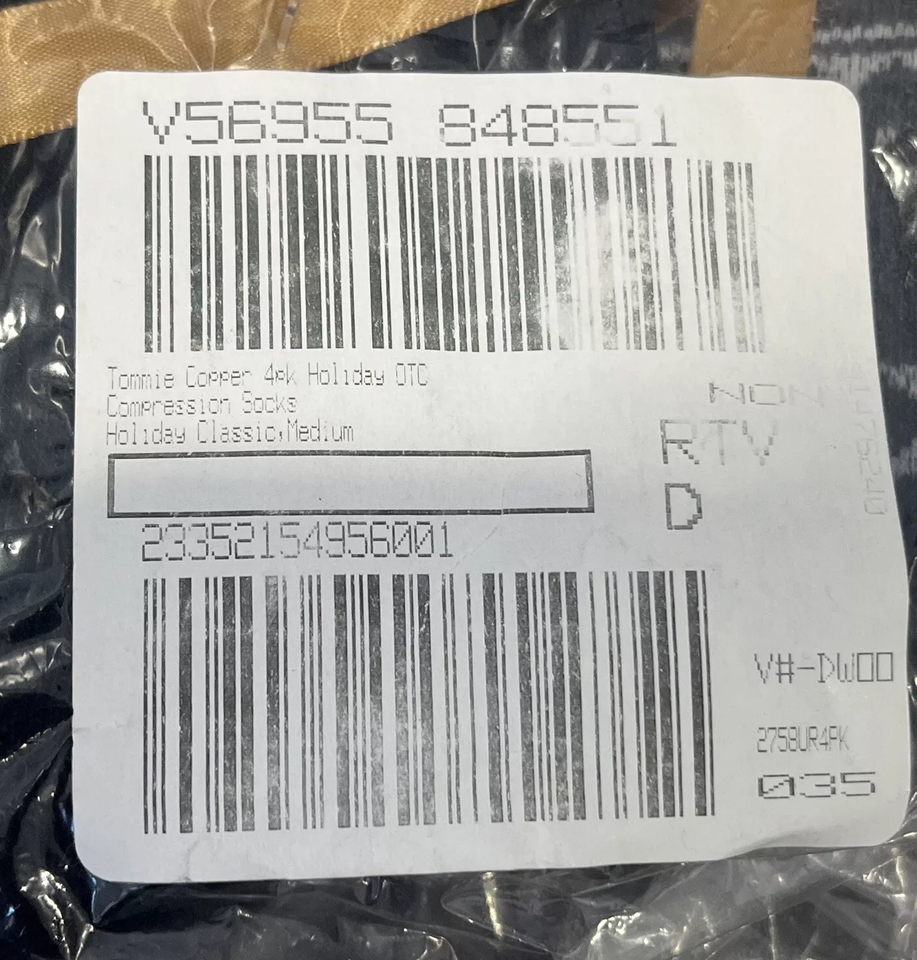 V56955 848551
Tommie Copper 4pk Holiday OTC
Compression Socks
Holiday Classic,Medium
NON
RTV
D
23352154956001
V#-DW00
2758UR4PK
035